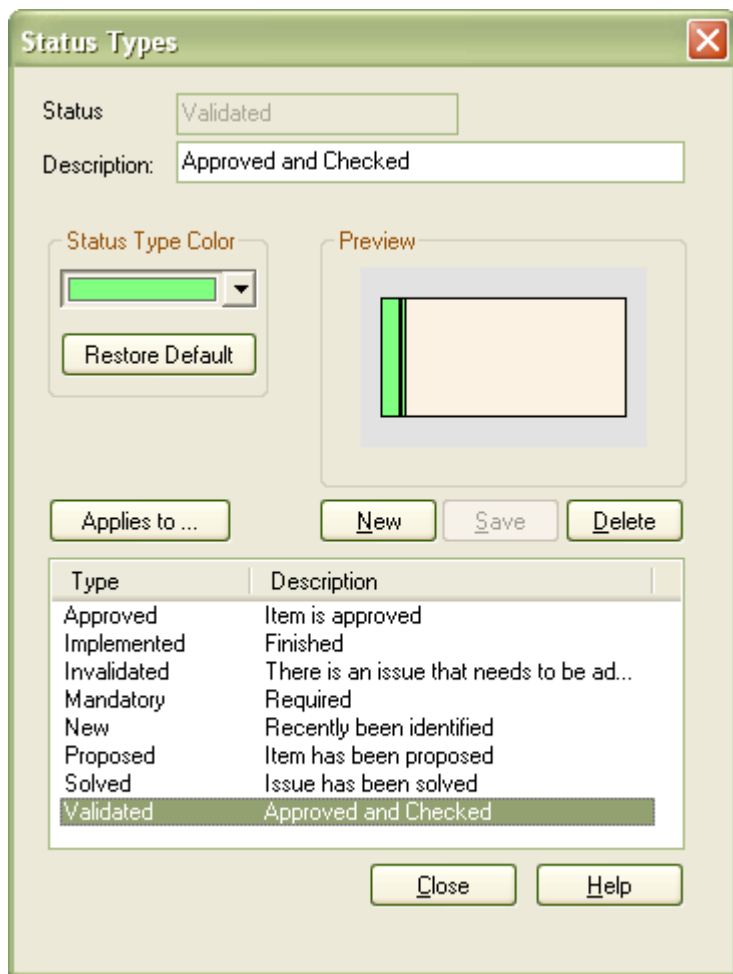 Status Types
Status
Validated
Description:
Approved and Checked
Status Type Color
Preview
Restore Default
Applies to ...
New
Save
Delete
Type Description
Approved Item is approved
Implemented Finished
Invalidated There is an issue that needs to be ad...
Mandatory Required
New Recently been identified
Proposed Item has been proposed
Solved Issue has been solved
Validated Approved and Checked
Close
Help